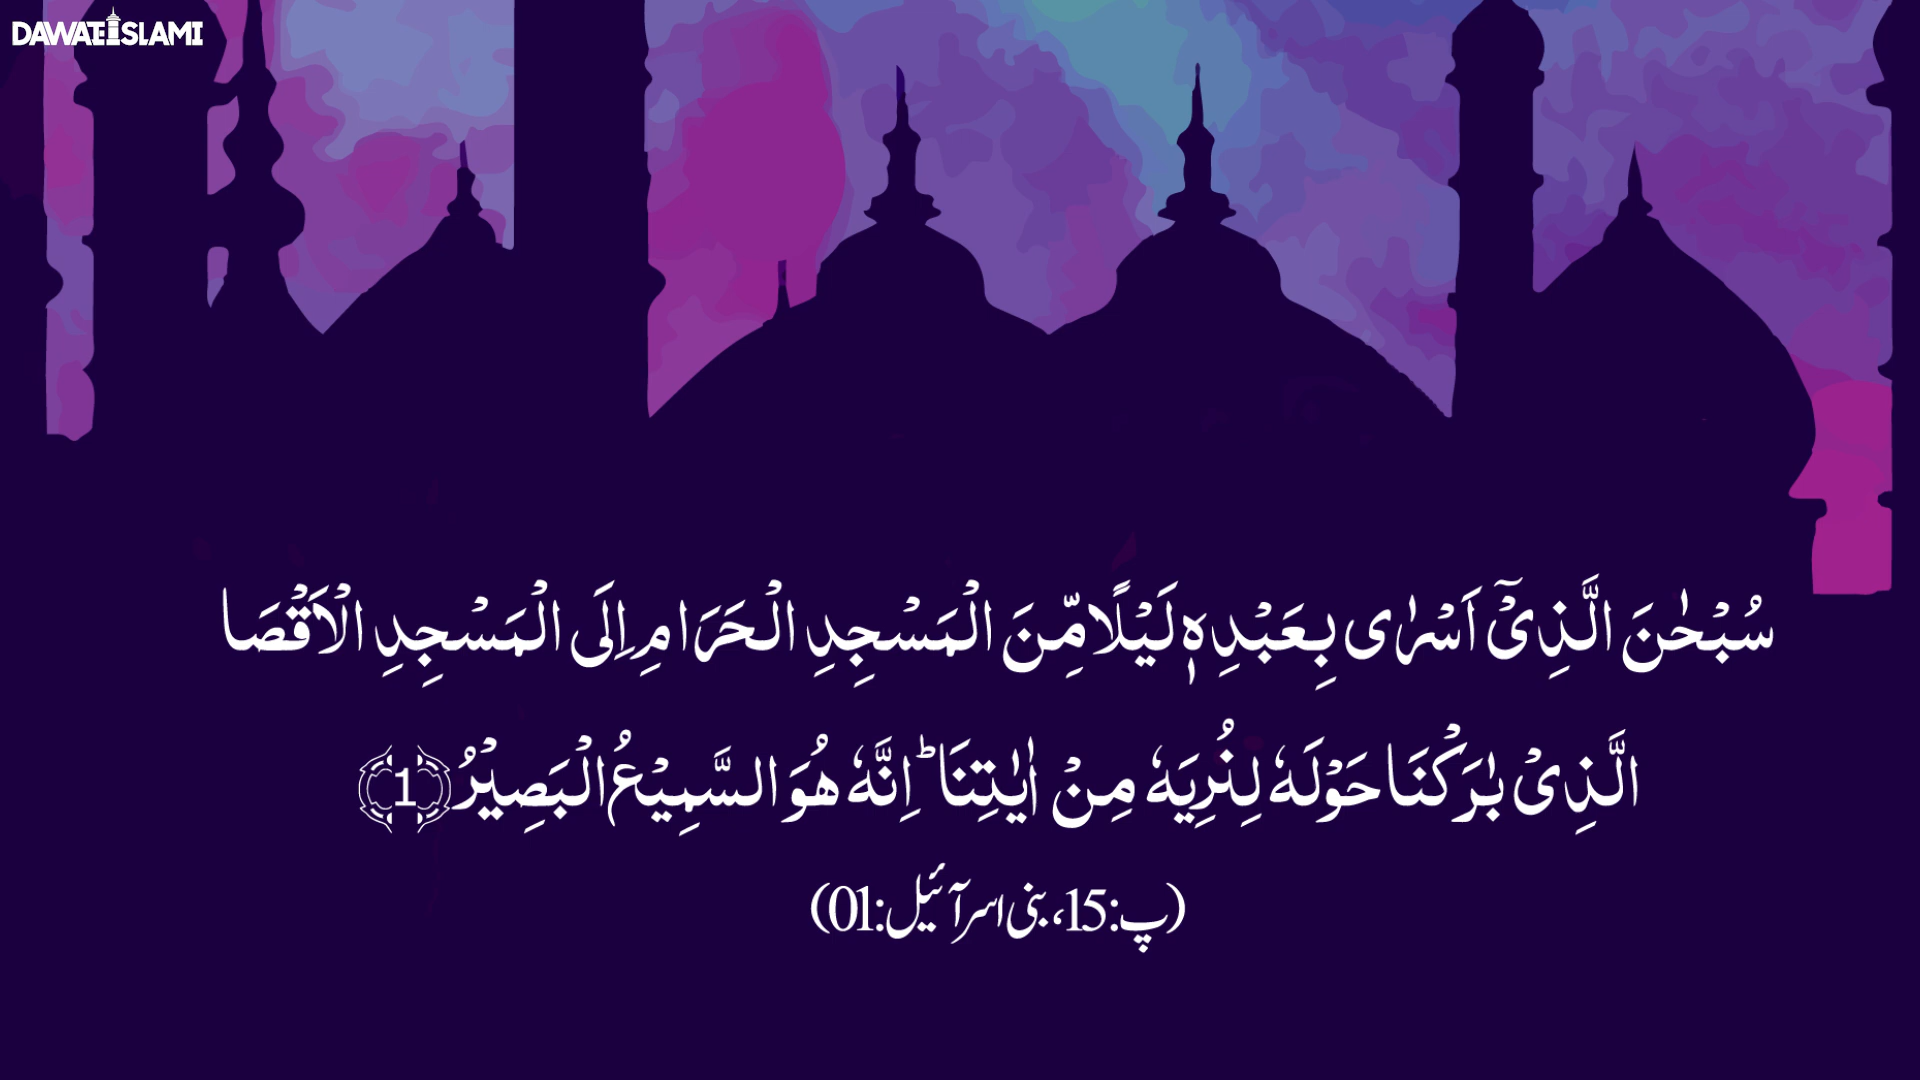 DAWATEISLAMI
سُبْحٰنَ الَّذِیْۤ اَسْرٰى بِعَبْدِهٖ لَیْلًا مِّنَ الْمَسْجِدِ الْحَرَامِ اِلَى الْمَسْجِدِ الْاَقْصَا
الَّذِیْ بٰرَكْنَا حَوْلَهٗ لِنُرِیَهٗ مِنْ اٰیٰتِنَاؕ اِنَّهٗ هُوَ السَّمِیْعُ الْبَصِیْرُ (1)
(پ:15، بنی اسرآئیل:01)